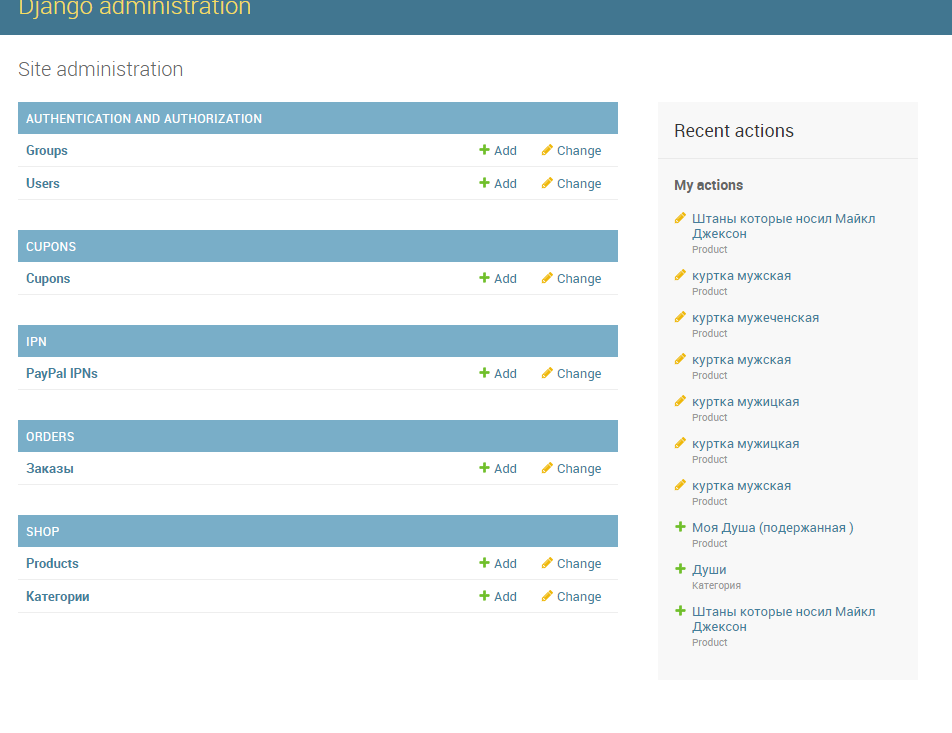 Django administration
Site administration
AUTHENTICATION AND AUTHORIZATION
Groups Add Change
Users Add Change
CUPONS
Cupons Add Change
IPN
PayPal IPNs Add Change
ORDERS
Заказы Add Change
SHOP
Products Add Change
Категории Add Change
Recent actions
My actions
Штаны которые носил Майкл
Джексон
Product
куртка мужская
Product
куртка мужеченская
Product
куртка мужская
Product
куртка мужицкая
Product
куртка мужицкая
Product
куртка мужская
Product
Моя Душа (подержанная )
Product
Души
Категория
Штаны которые носил Майкл
Джексон
Product